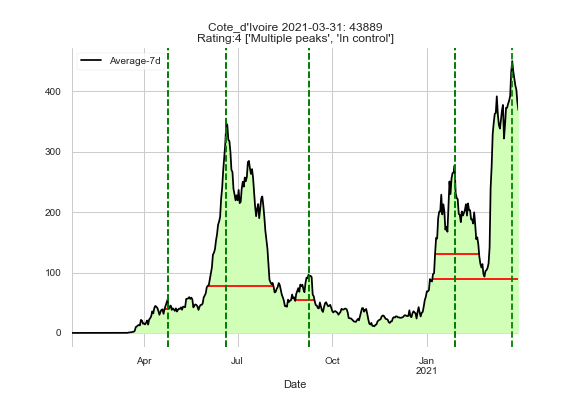 Cote_d'Ivoire 2021-03-31: 43889
Rating:4 ['Multiple peaks', 'In control']
Average-7d
400
300
200
100
0
Apr Jul Oct Jan
2021
Date